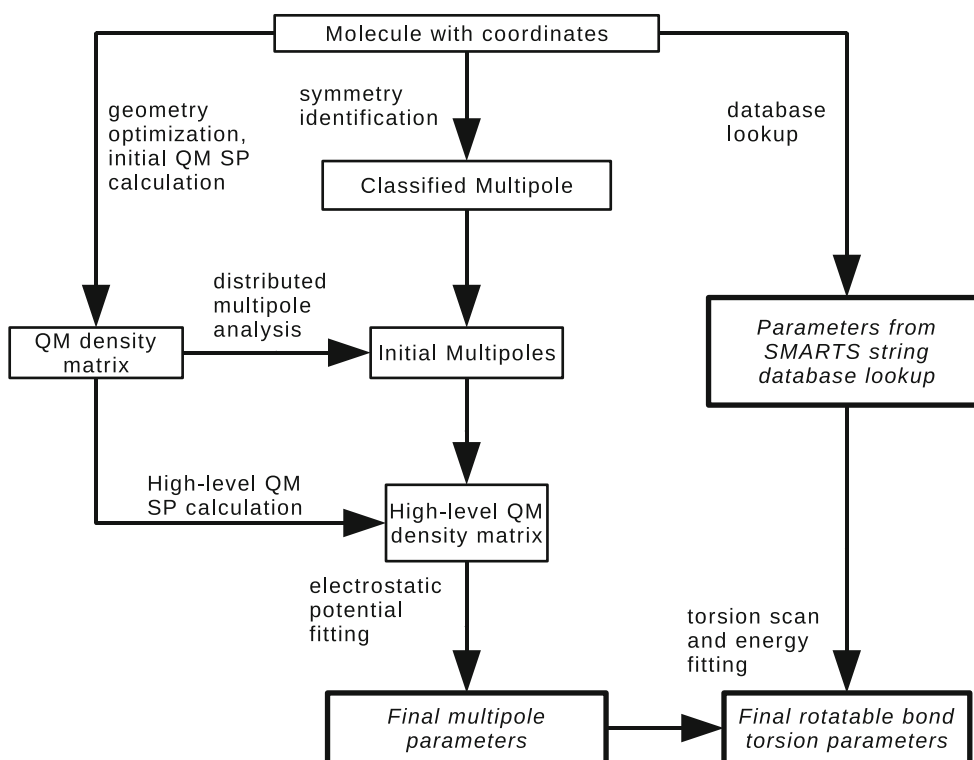 Molecule with coordinates
geometry
optimization,
initial QM SP
calculation
symmetry
identification
database
lookup
Classified Multipole
distributed
multipole
analysis
QM density
matrix
Initial Multipoles
Parameters from
SMARTS string
database lookup
High-level QM
SP calculation
High-level QM
density matrix
electrostatic
potential
fitting
torsion scan
and energy
fitting
Final multipole
parameters
Final rotatable bond
torsion parameters